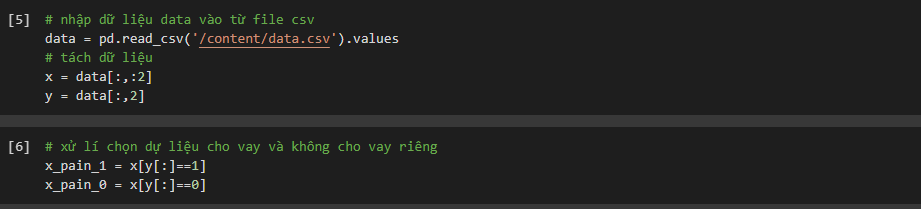 [5] # nhập dữ liệu data vào từ file csv
data = pd.read_csv('/content/data.csv').values
# tách dữ liệu
x = data[:,:2]
y = data[:,2]
[6] # xử lí chọn dự liệu cho vay và không cho vay riêng
x_pain_1 = x[y[:]==1]
x_pain_0 = x[y[:]==0]